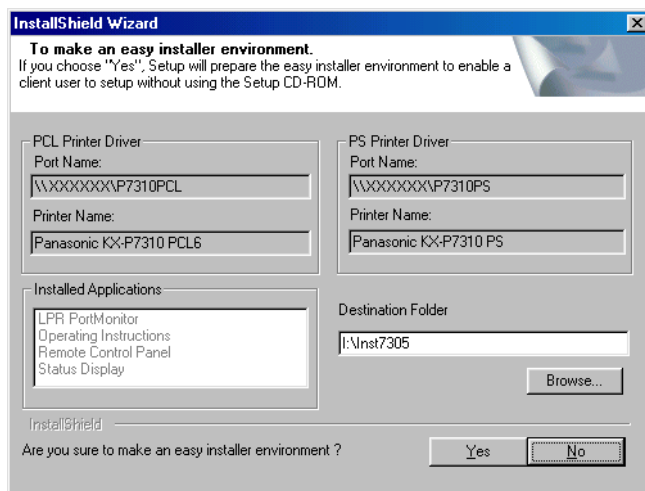 InstallShield Wizard
To make an easy installer environment.
If you choose "Yes", Setup will prepare the easy installer environment to enable a
client user to setup without using the Setup CD-ROM.
PCL Printer Driver
Port Name:
\\XXXXXX\P7310PCL
Printer Name:
Panasonic KX-P7310 PCL6
PS Printer Driver
Port Name:
\\XXXXXX\P7310PS
Printer Name:
Panasonic KX-P7310 PS
Installed Applications
LPR PortMonitor
Operating Instructions
Remote Control Panel
Status Display
Destination Folder
I:\Inst7305
Browse...
InstallShield
Are you sure to make an easy installer environment ?
Yes
No